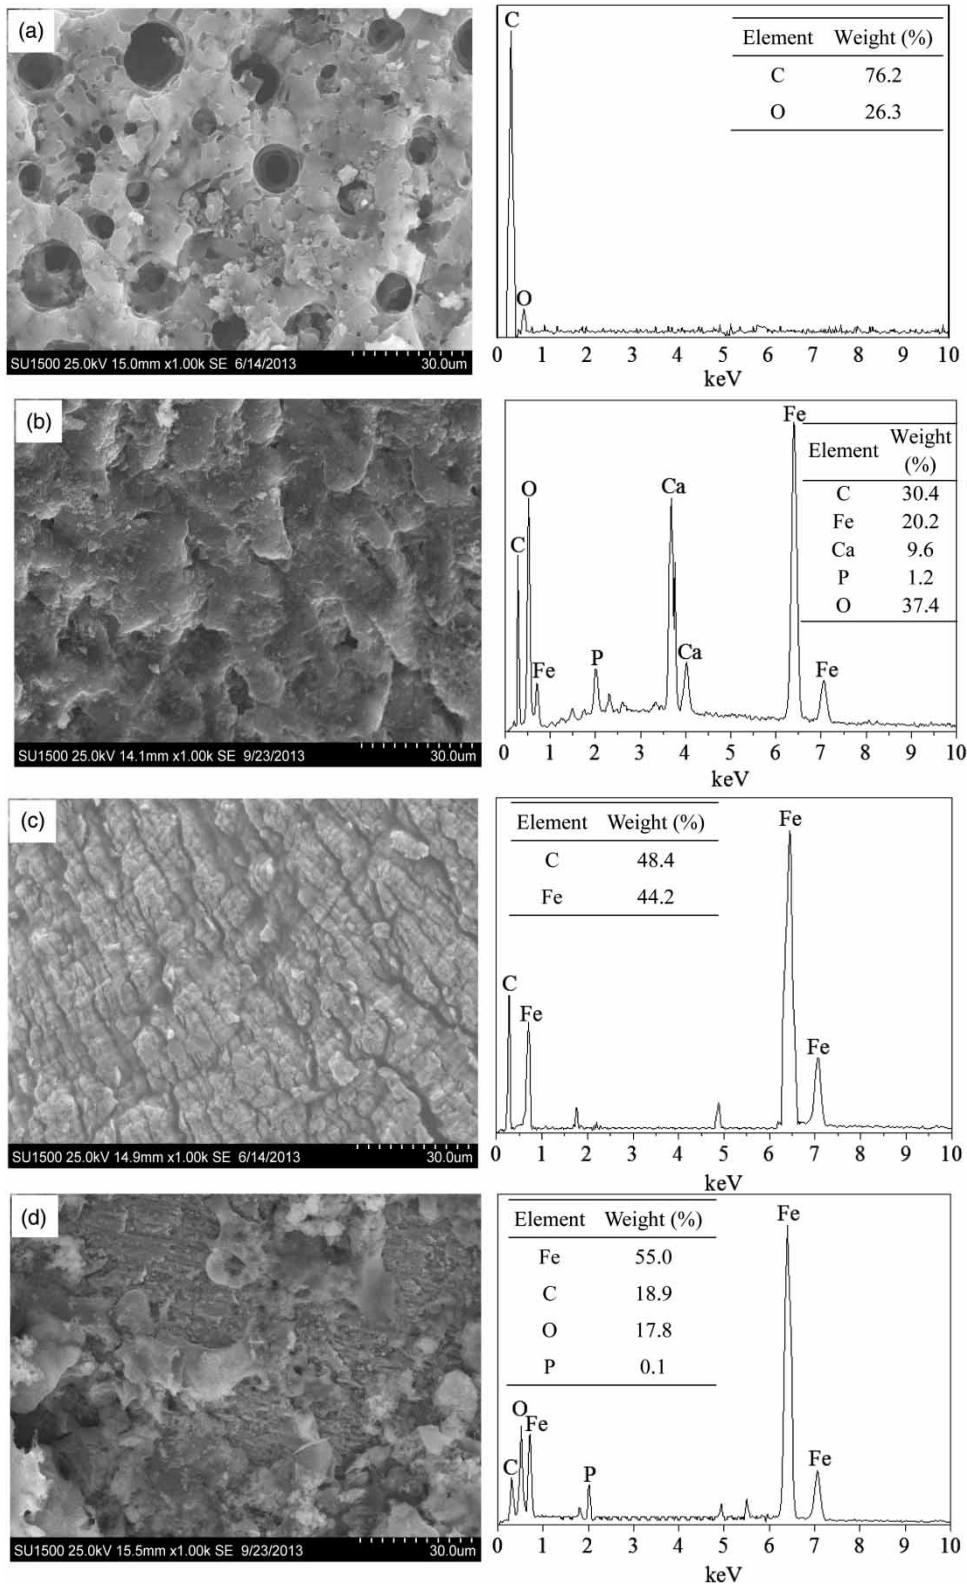 (a)
SU1500 25.0kV 15.0mm x1.00k SE 6/14/2013 30.0um
C
O
Element Weight (%)
C 76.2
O 26.3
0 1 2 3 4 5 6 7 8 9 10
keV
(b)
SU1500 25.0kV 14.1mm x1.00k SE 9/23/2013 30.0um
C
O
Fe
P
Ca
Ca
Fe
Fe
Element Weight
(%)
C 30.4
Fe 20.2
Ca 9.6
P 1.2
O 37.4
0 1 2 3 4 5 6 7 8 9 10
keV
(c)
SU1500 25.0kV 14.9mm x1.00k SE 6/14/2013 30.0um
Element Weight (%)
C 48.4
Fe 44.2
C
Fe
Fe
Fe
0 1 2 3 4 5 6 7 8 9 10
keV
(d)
SU1500 25.0kV 15.5mm x1.00k SE 9/23/2013 30.0um
Element Weight (%)
Fe 55.0
C 18.9
O 17.8
P 0.1
C
O
Fe
P
Fe
Fe
0 1 2 3 4 5 6 7 8 9 10
keV